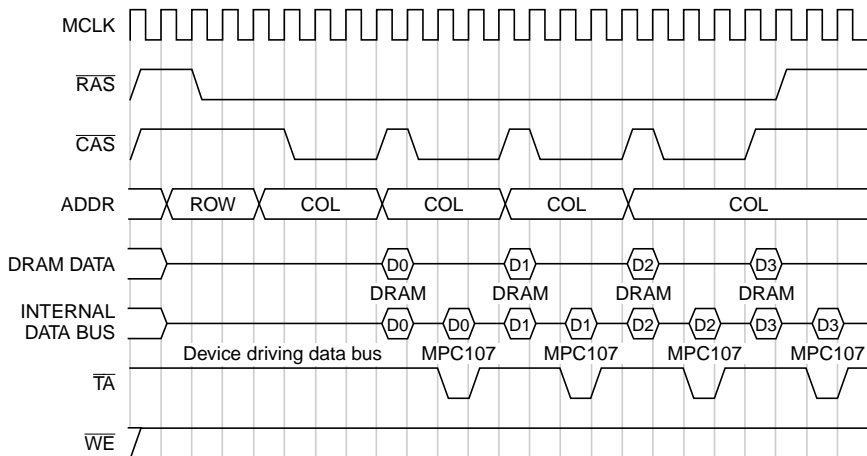 MCLK
RAS
CAS
ADDR ROW COL COL COL COL
DRAM DATA D0 D1 D2 D3
DRAM DRAM DRAM DRAM
INTERNAL
DATA BUS D0 D0 D1 D1 D2 D2 D3 D3
Device driving data bus MPC107 MPC107 MPC107 MPC107
TA
WE